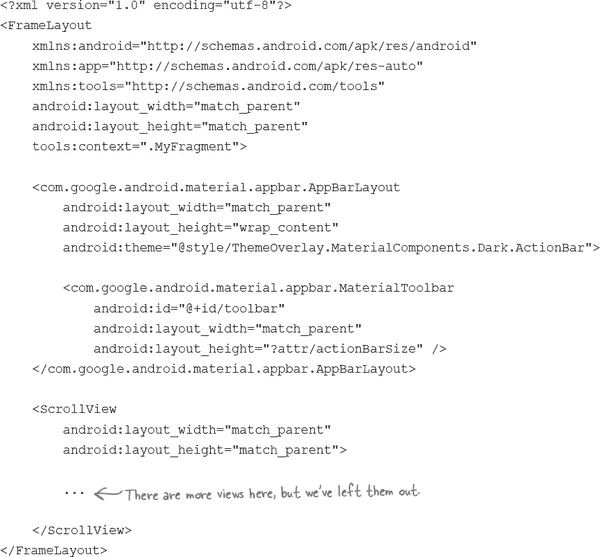 <?xml version="1.0" encoding="utf-8"?>
<FrameLayout
    xmlns:android="http://schemas.android.com/apk/res/android"
    xmlns:app="http://schemas.android.com/apk/res-auto"
    xmlns:tools="http://schemas.android.com/tools"
    android:layout_width="match_parent"
    android:layout_height="match_parent"
    tools:context=".MyFragment">

    <com.google.android.material.appbar.AppBarLayout
        android:layout_width="match_parent"
        android:layout_height="wrap_content"
        android:theme="@style/ThemeOverlay.MaterialComponents.Dark.ActionBar">

        <com.google.android.material.appbar.MaterialToolbar
            android:id="@+id/toolbar"
            android:layout_width="match_parent"
            android:layout_height="?attr/actionBarSize" />
    </com.google.android.material.appbar.AppBarLayout>

    <ScrollView
        android:layout_width="match_parent"
        android:layout_height="match_parent">

        ... There are more views here, but we've left them out.

    </ScrollView>
</FrameLayout>